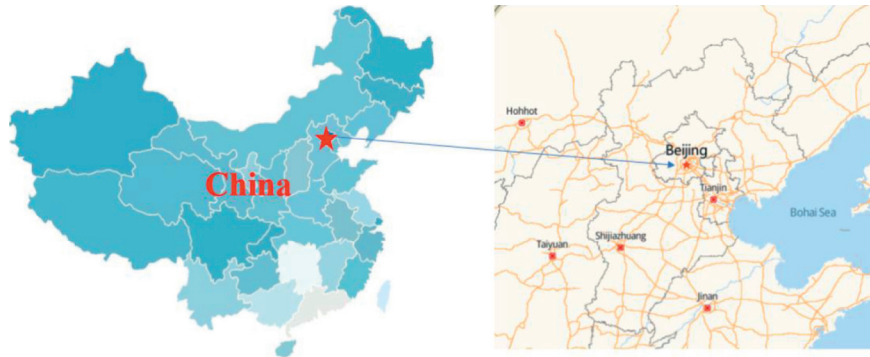 China
Hohhot
Beijing
Tianjin
Bohai Sea
Shijiazhuang
Taiyuan
Jinan